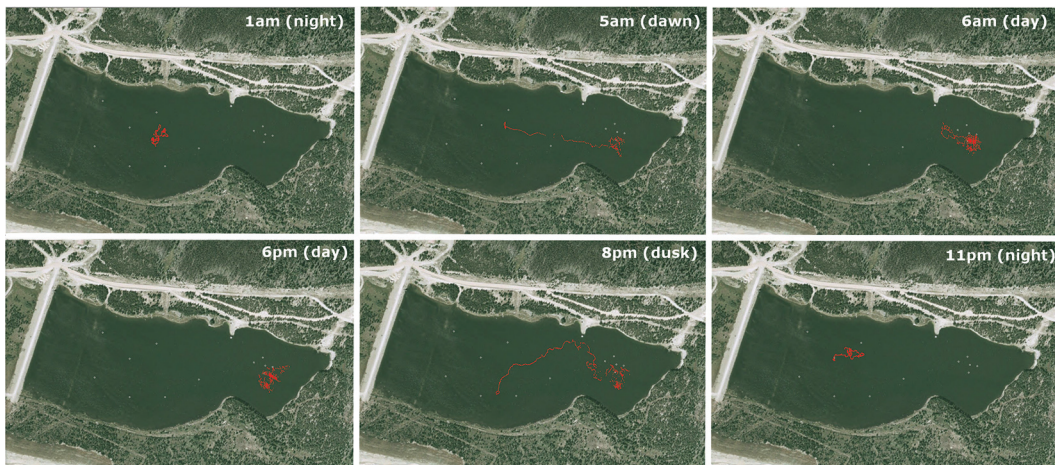 1am (night)
5am (dawn)
6am (day)
6pm (day)
8pm (dusk)
11pm (night)